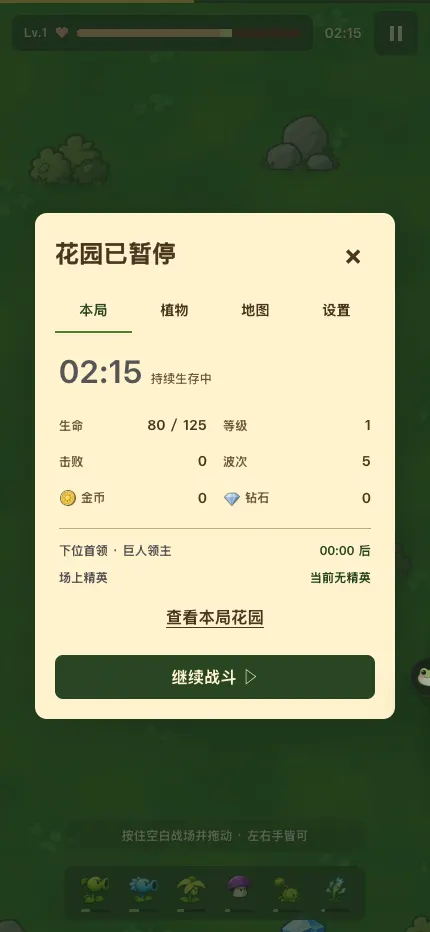 Lv.1 02:15
花园已暂停 ×
本局 植物 地图 设置
02:15 持续生存中
生命 80 / 125 等级 1
击败 0 波次 5
金币 0 钻石 0
下位首领 · 巨人领主 00:00 后
场上精英 当前无精英
查看本局花园
继续战斗
按住空白战场并拖动 · 左右手皆可